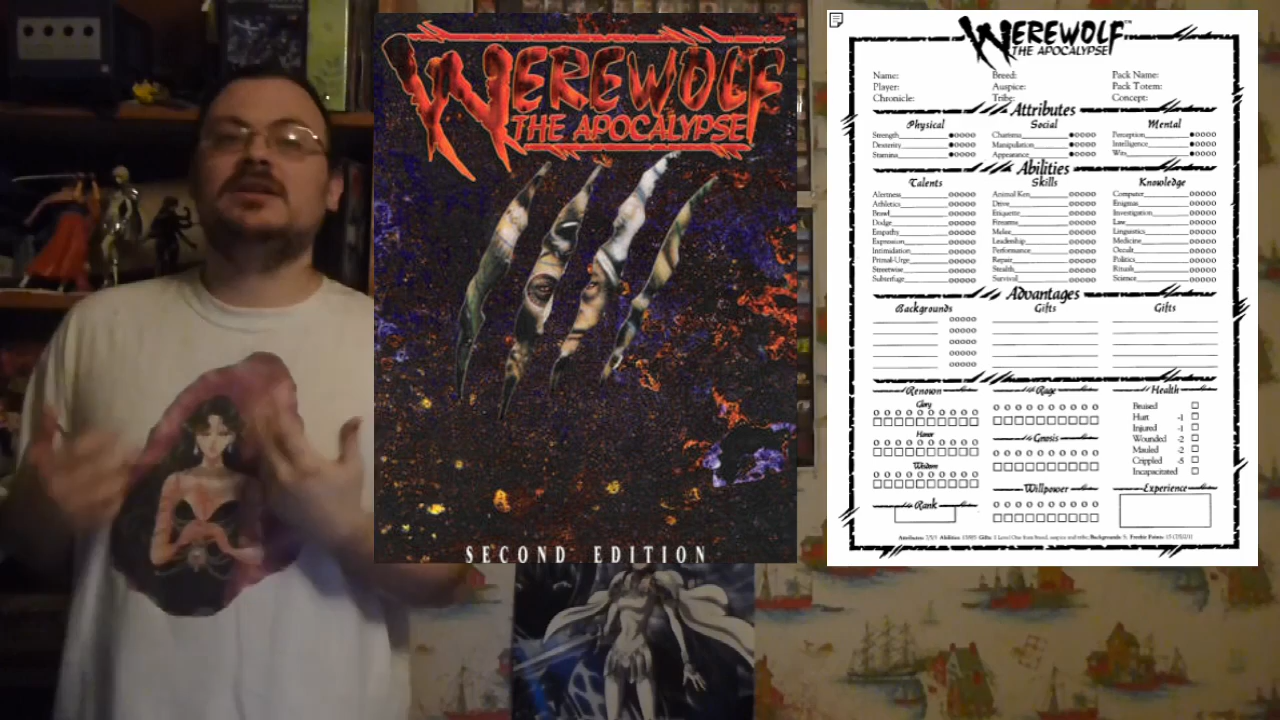 WEREWOLF
THE APOCALYPSE
SECOND EDITION
WEREWOLF
THE APOCALYPSE
Name: Breed: Pack Name:
Player: Auspice: Pack Totem:
Chronicle: Tribe: Concept:
Attributes
Physical Social Mental
Strength Charisma Perception
Dexterity Manipulation Intelligence
Stamina Appearance Wits
Abilities
Talents Skills Knowledge
Alertness Animal Ken Computer
Athletics Drive Enigmas
Brawl Etiquette Investigation
Dodge Firearms Law
Empathy Melee Linguistics
Expression Leadership Medicine
Intimidation Performance Occult
Primal-Urge Repair Politics
Streetwise Stealth Rituals
Subterfuge Survival Science
Advantages
Backgrounds Gifts Gifts
Renown Rage Health
Glory
Bruised
Hurt -1
Honor Gnosis Injured -1
Wounded -2
Mauled -2
Wisdom Crippled -5
Incapacitated
Willpower Experience
Rank